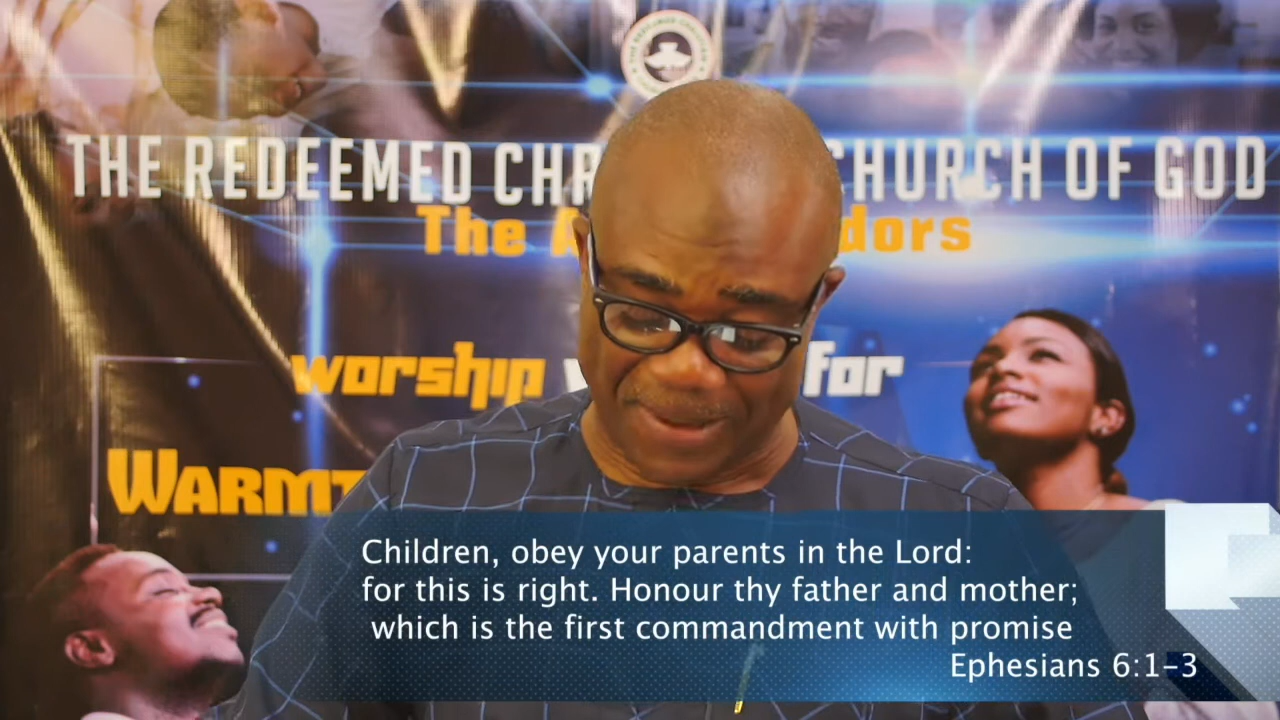 THE REDEEMED CHR CHURCH OF GOD
The A dors
worship for
WARMT
Children, obey your parents in the Lord:
for this is right. Honour thy father and mother;
which is the first commandment with promise
Ephesians 6:1-3